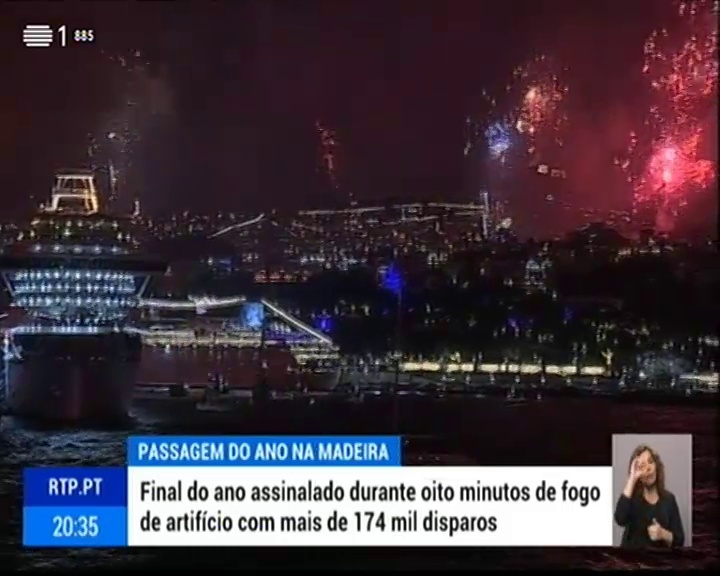 1 885
PASSAGEM DO ANO NA MADEIRA
RTP.PT
20:35
Final do ano assinalado durante oito minutos de fogo
de artifício com mais de 174 mil disparos